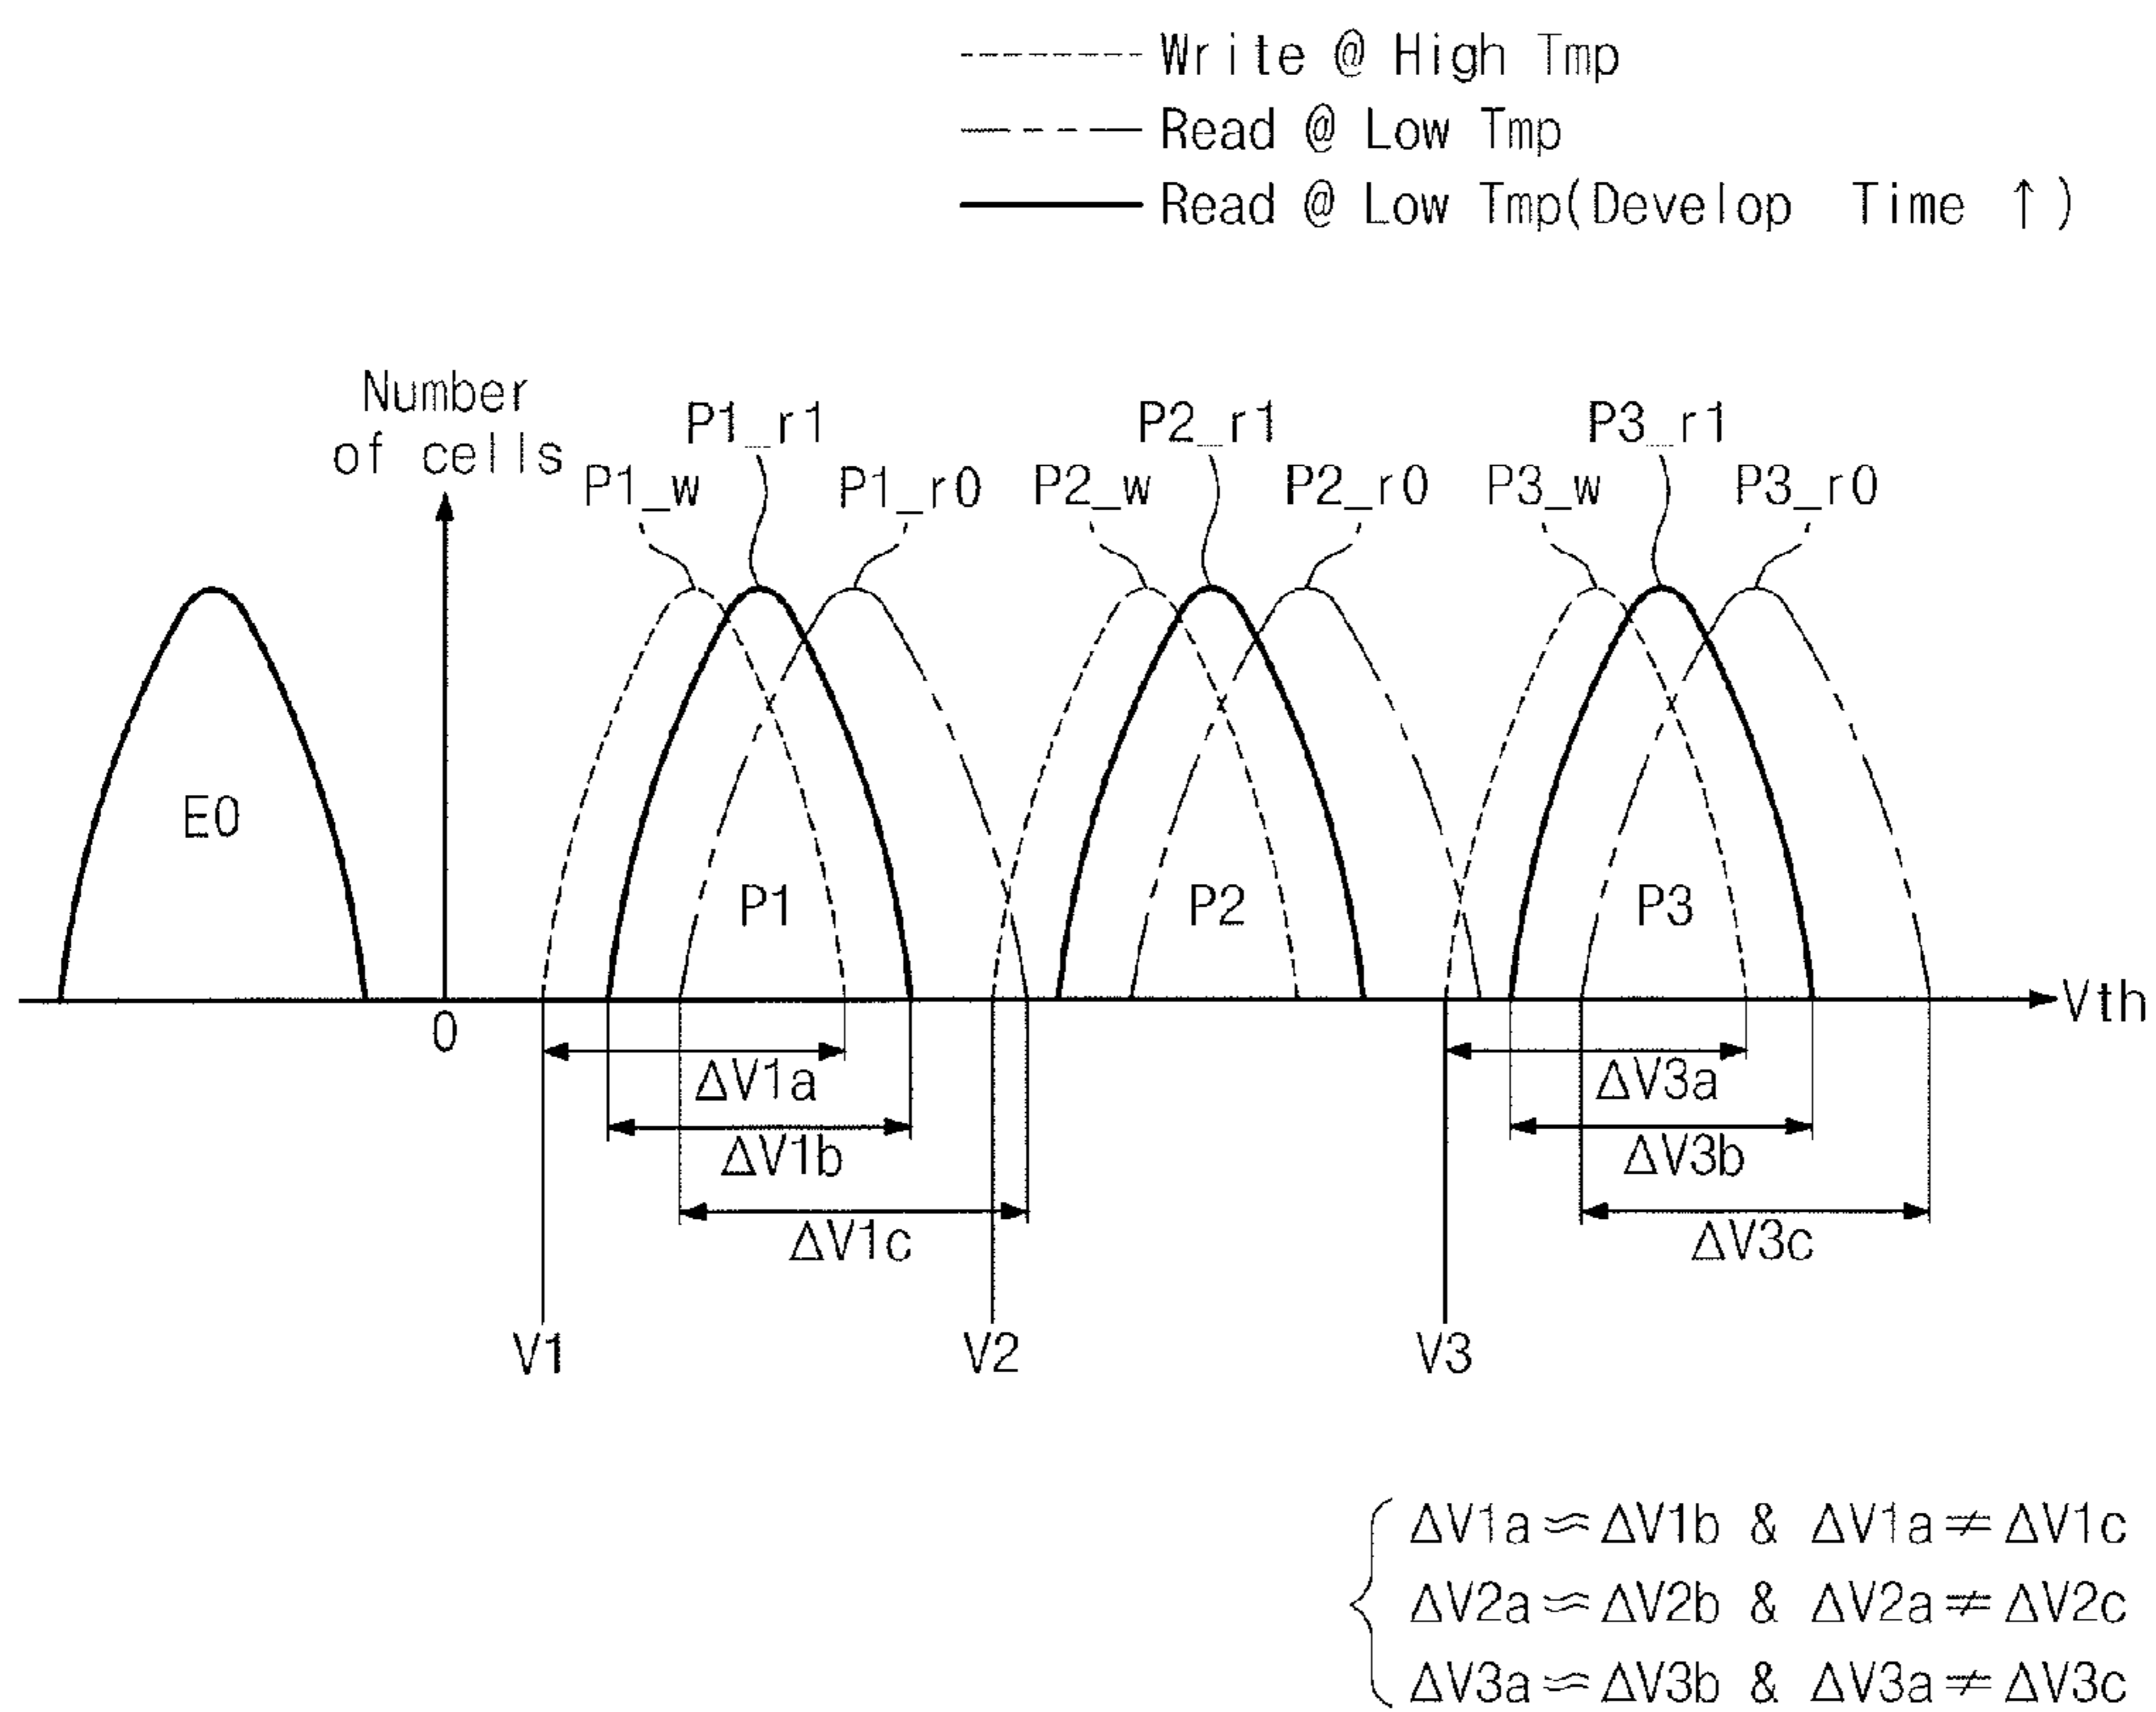 Write @ High Tmp
Read @ Low Tmp
Read @ Low Tmp(Develop Time ↑)
Number
of cells
P1_r1
P2_r1
P3_r1
P1_w
P1_r0
P2_w
P2_r0
P3_w
P3_r0
E0
P1
P2
P3
0
Vth
ΔV1a
ΔV3a
ΔV1b
ΔV3b
ΔV1c
ΔV3c
V1
V2
V3
ΔV1a≈ΔV1b & ΔV1a≠ΔV1c
ΔV2a≈ΔV2b & ΔV2a≠ΔV2c
ΔV3a≈ΔV3b & ΔV3a≠ΔV3c